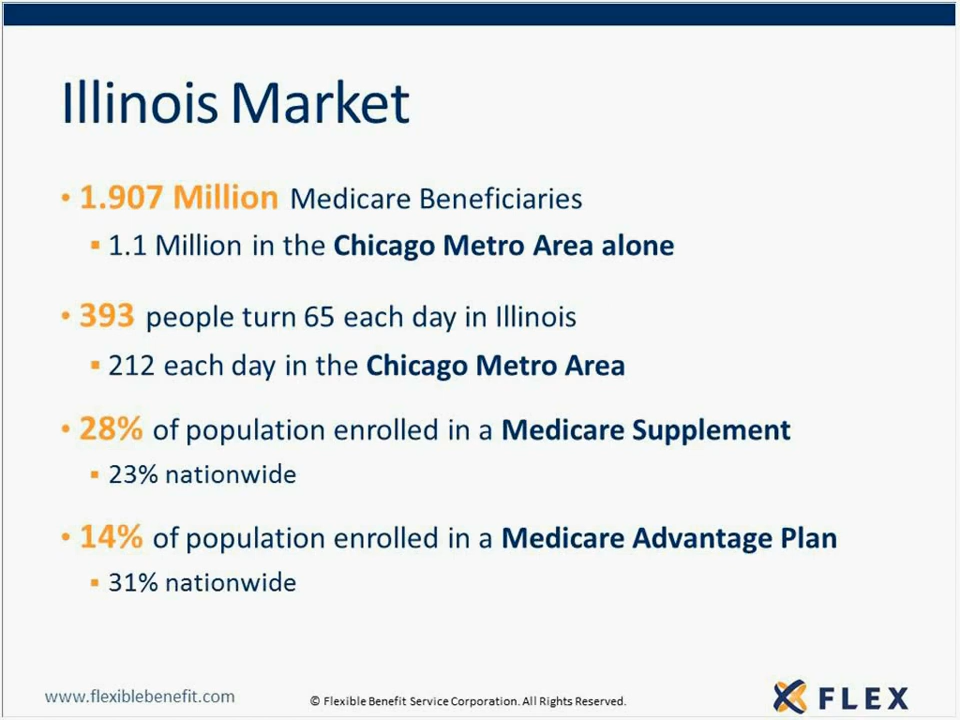 Illinois Market
• 1.907 Million Medicare Beneficiaries
▪ 1.1 Million in the Chicago Metro Area alone
• 393 people turn 65 each day in Illinois
▪ 212 each day in the Chicago Metro Area
• 28% of population enrolled in a Medicare Supplement
▪ 23% nationwide
• 14% of population enrolled in a Medicare Advantage Plan
▪ 31% nationwide
www.flexiblebenefit.com
© Flexible Benefit Service Corporation. All Rights Reserved.
FLEX